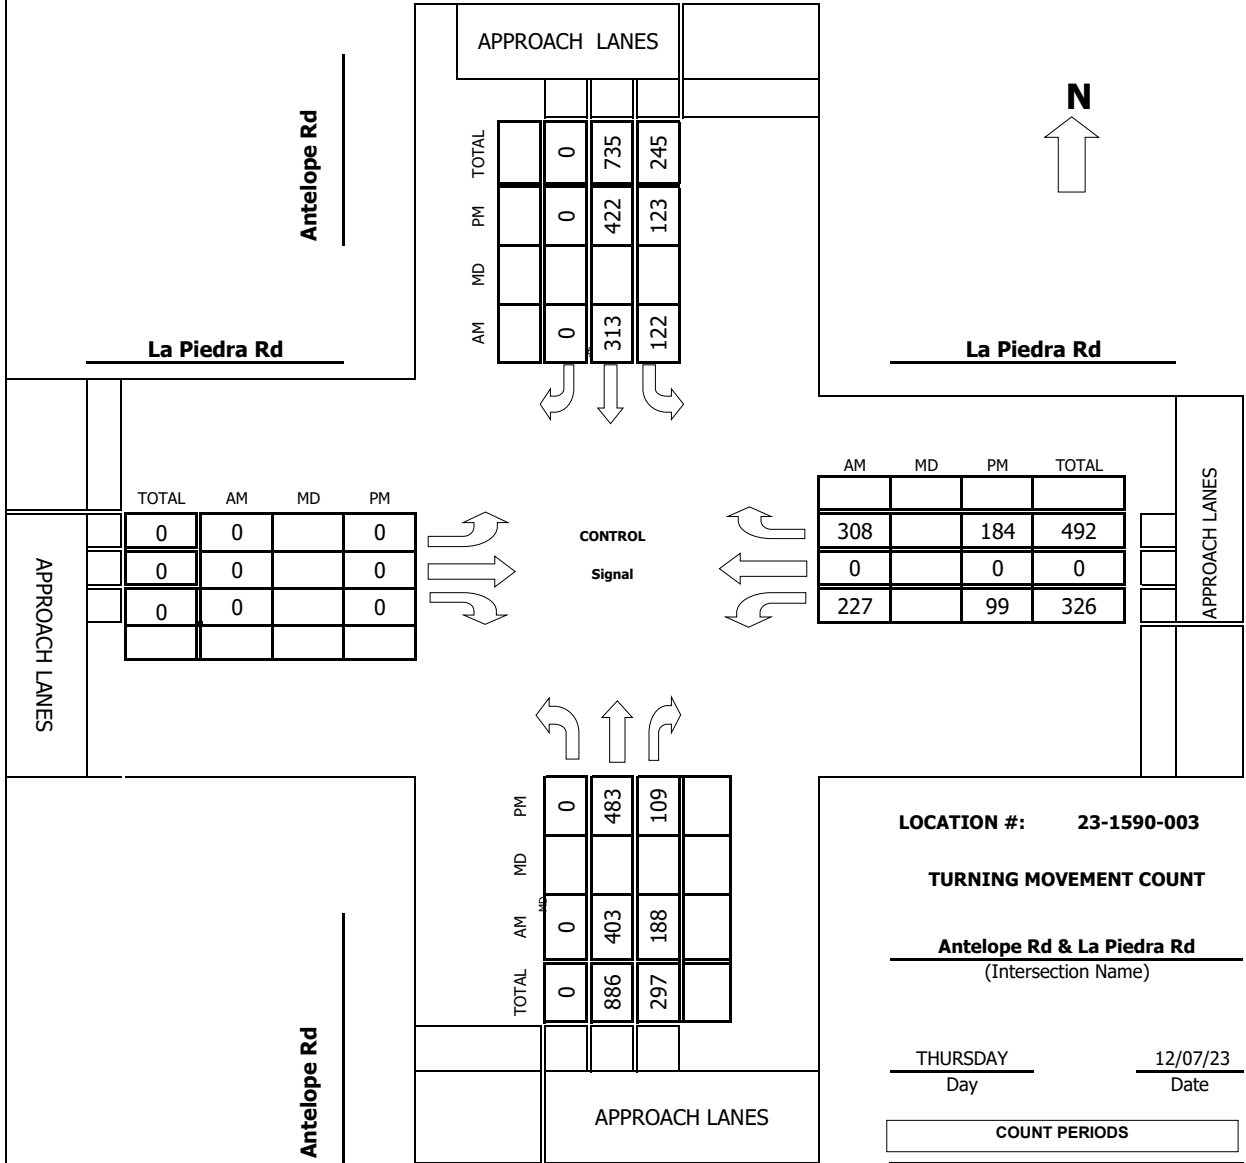 APPROACH LANES
N
Antelope Rd
TOTAL 0 735 245
PM 0 422 123
MD
AM 0 313 122
La Piedra Rd
La Piedra Rd
AM MD PM TOTAL
308 184 492
0 0 0
227 99 326
APPROACH LANES
TOTAL AM MD PM
0 0 0
0 0 0
0 0 0
APPROACH LANES
CONTROL
Signal
PM 0 483 109
MD
MD
AM 0 403 188
TOTAL 0 886 297
Antelope Rd
APPROACH LANES
LOCATION #: 23-1590-003
TURNING MOVEMENT COUNT
Antelope Rd & La Piedra Rd
(Intersection Name)
THURSDAY 12/07/23
Day Date
COUNT PERIODS